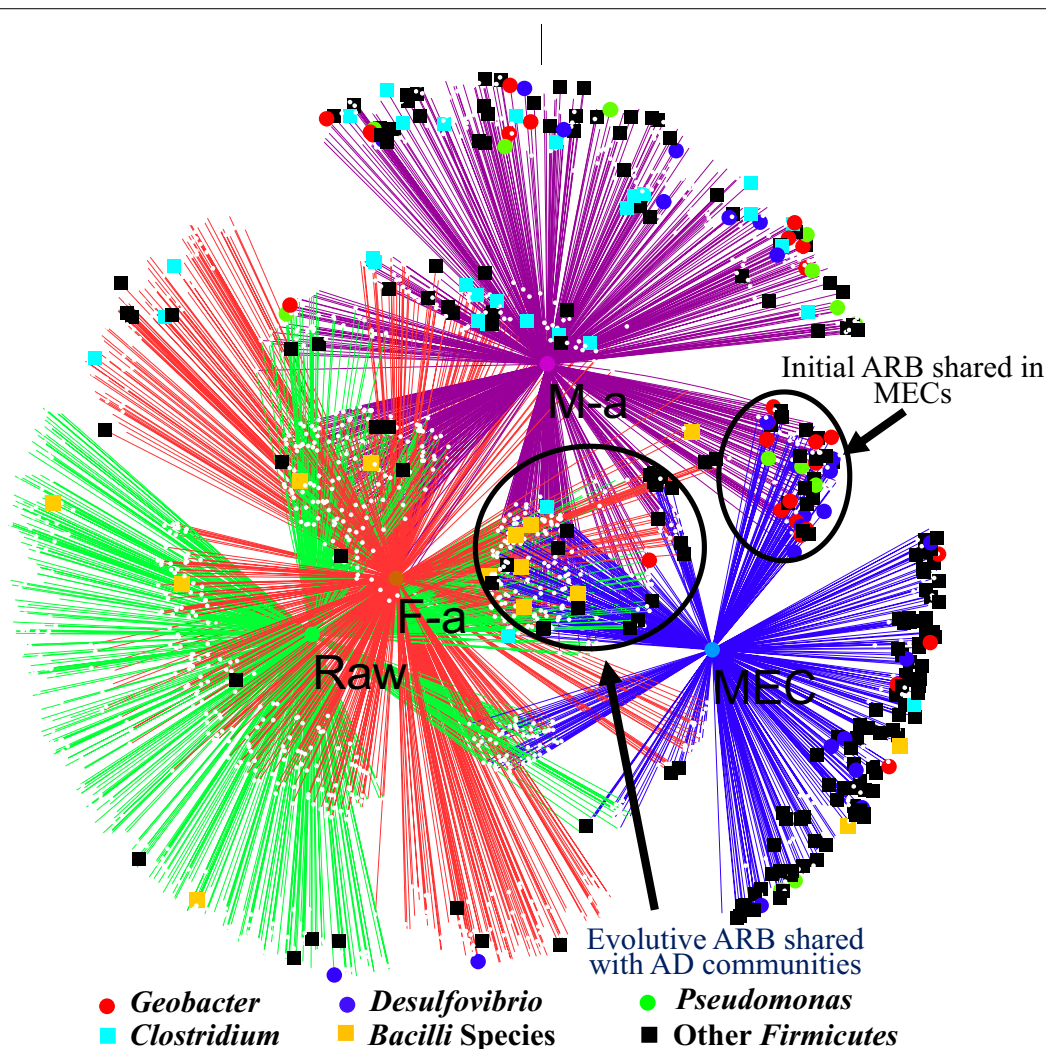 Initial ARB shared in
MECs
M-a
F-a
Raw
MEC
Evolutive ARB shared
with AD communities
Geobacter Desulfovibrio Pseudomonas
Clostridium Bacilli Species Other Firmicutes